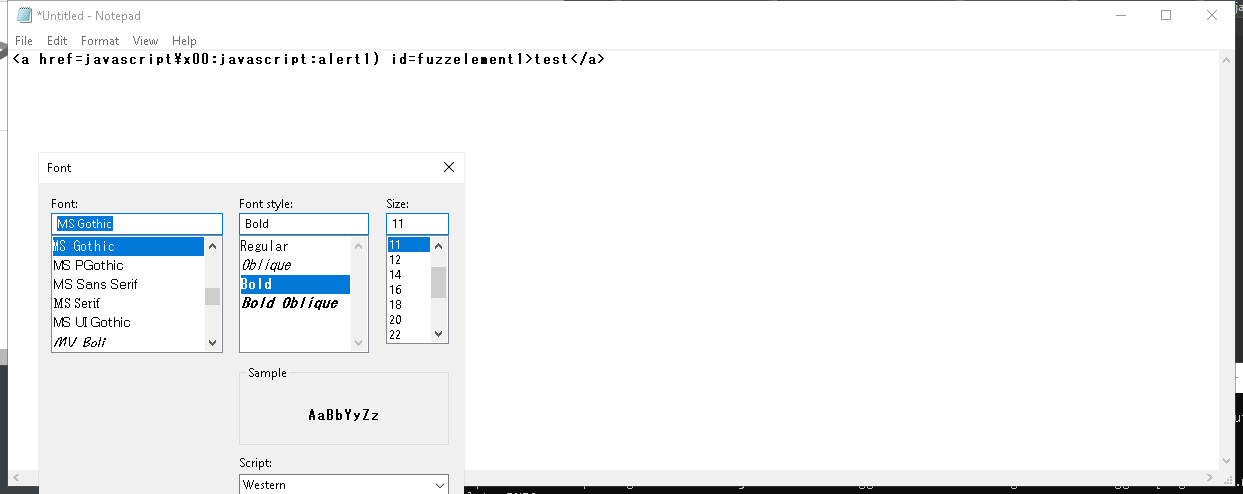 *Untitled - Notepad
File Edit Format View Help
<a href=javascript¥x00:javascript:alert1) id=fuzzelement1>test</a>
Font
Font: Font style: Size:
MS Gothic Bold 11
MS Gothic Regular 11
MS PGothic Oblique 12
MS Sans Serif Bold 14
MS Serif Bold Oblique 16
MS UI Gothic 18
MV Boli 20
22
Sample
AaBbYyZz
Script:
Western